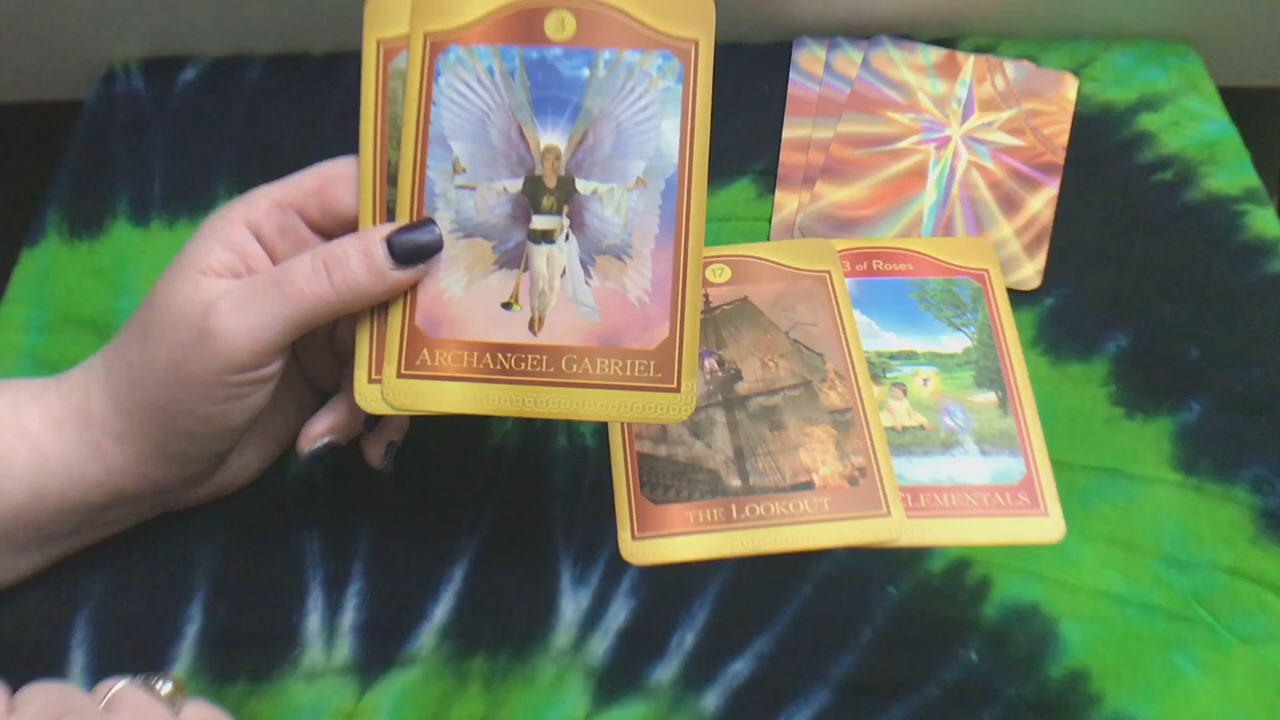 ARCHANGEL GABRIEL
17
THE LOOKOUT
3 of Roses
ELEMENTALS